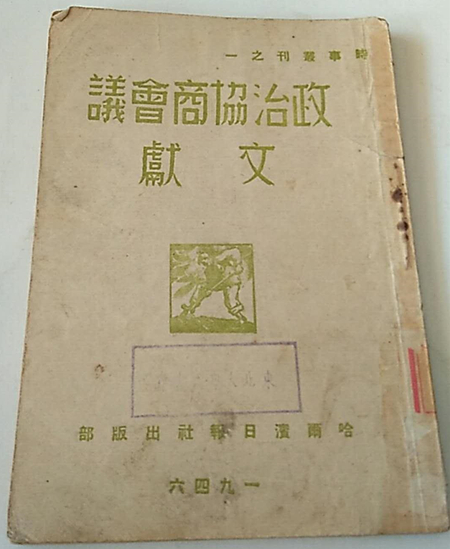 時事叢刊之一
政治協商會議
文獻
哈爾濱日報社出版部
一九四六